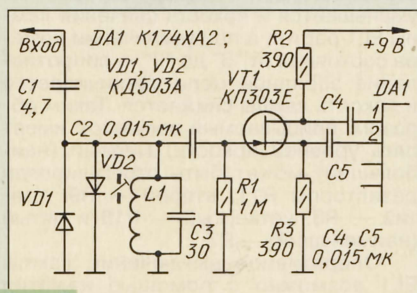 Вход
DA1 К174ХА2 ;
VD1, VD2
КД503А
R2
390
+9 В
C1
4,7
VT1
КП303Е
C4
DA1
1
2
C2 0,015 мк
VD2
L1
C5
VD1
C3
30
R1
1М
R3
390
C4, C5
0,015 мк